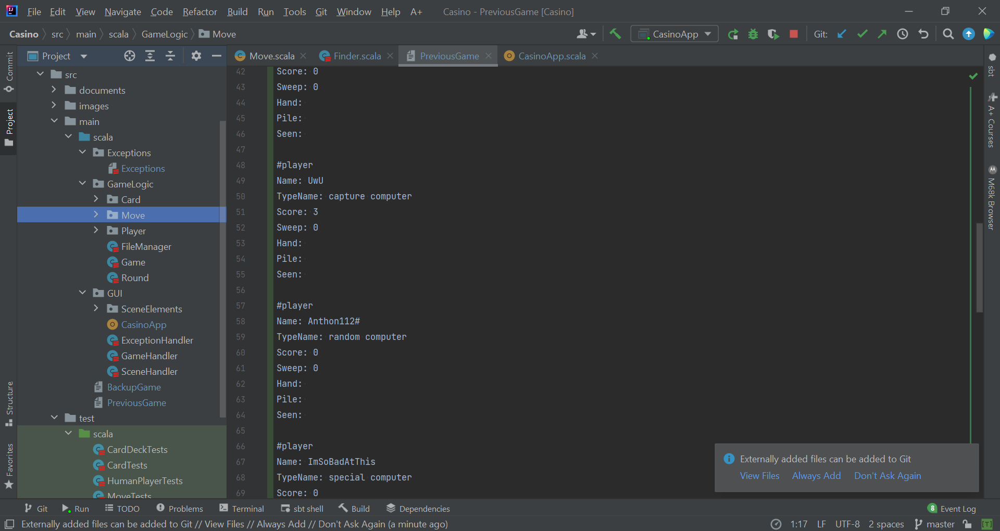 File Edit View Navigate Code Refactor Build Run Tools Git Window Help A+ Casino - PreviousGame [Casino]
Casino src main scala GameLogic Move CasinoApp Git:
Project
Move.scala Finder.scala PreviousGame CasinoApp.scala
Commit
Project
Structure
Favorites
src
documents
images
main
scala
Exceptions
Exceptions
GameLogic
Card
Move
Player
FileManager
Game
Round
GUI
SceneElements
CasinoApp
ExceptionHandler
GameHandler
SceneHandler
BackupGame
PreviousGame
test
scala
CardDeckTests
CardTests
HumanPlayerTests
MoveTests
42 Score: 0
43 Sweep: 0
44 Hand:
45 Pile:
46 Seen:
47
48 #player
49 Name: UwU
50 TypeName: capture computer
51 Score: 3
52 Sweep: 0
53 Hand:
54 Pile:
55 Seen:
56
57 #player
58 Name: Anthon112#
59 TypeName: random computer
60 Score: 0
61 Sweep: 0
62 Hand:
63 Pile:
64 Seen:
65
66 #player
67 Name: ImSoBadAtThis
68 TypeName: special computer
69 Score: 0
sbt
A+ Courses
M68k Browser
Externally added files can be added to Git
View Files Always Add Don't Ask Again
Git Run TODO Problems Terminal sbt shell Build Dependencies 8 Event Log
Externally added files can be added to Git // View Files // Always Add // Don't Ask Again (a minute ago) 1:17 LF UTF-8 2 spaces master [T]